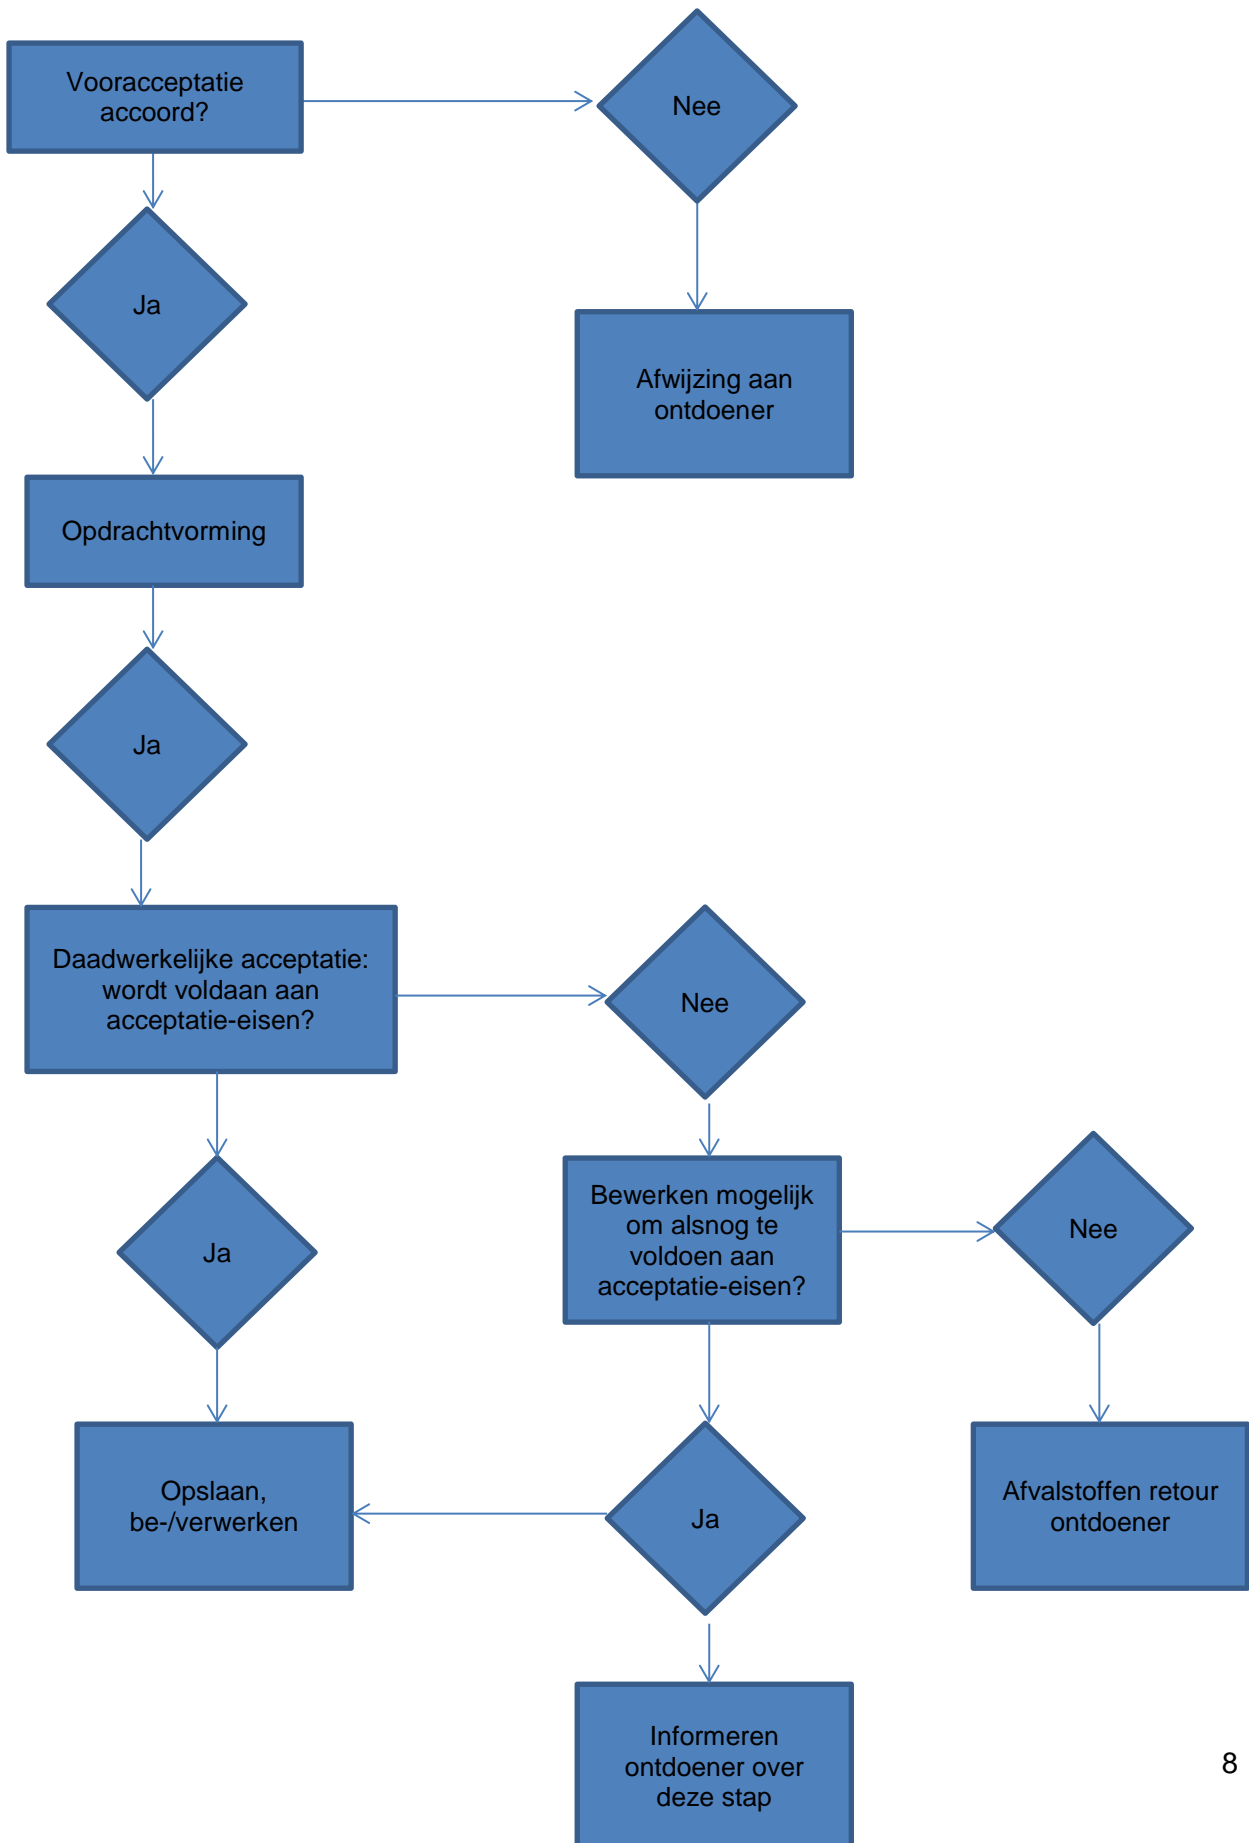 Vooracceptatie
accoord?
Nee
Ja
Afwijzing aan
ontdoener
Opdrachtvorming
Ja
Daadwerkelijke acceptatie:
wordt voldaan aan
acceptatie-eisen?
Nee
Ja
Bewerken mogelijk
om alsnog te
voldoen aan
acceptatie-eisen?
Nee
Opslaan,
be-/verwerken
Ja
Afvalstoffen retour
ontdoener
Informeren
ontdoener over
deze stap
8